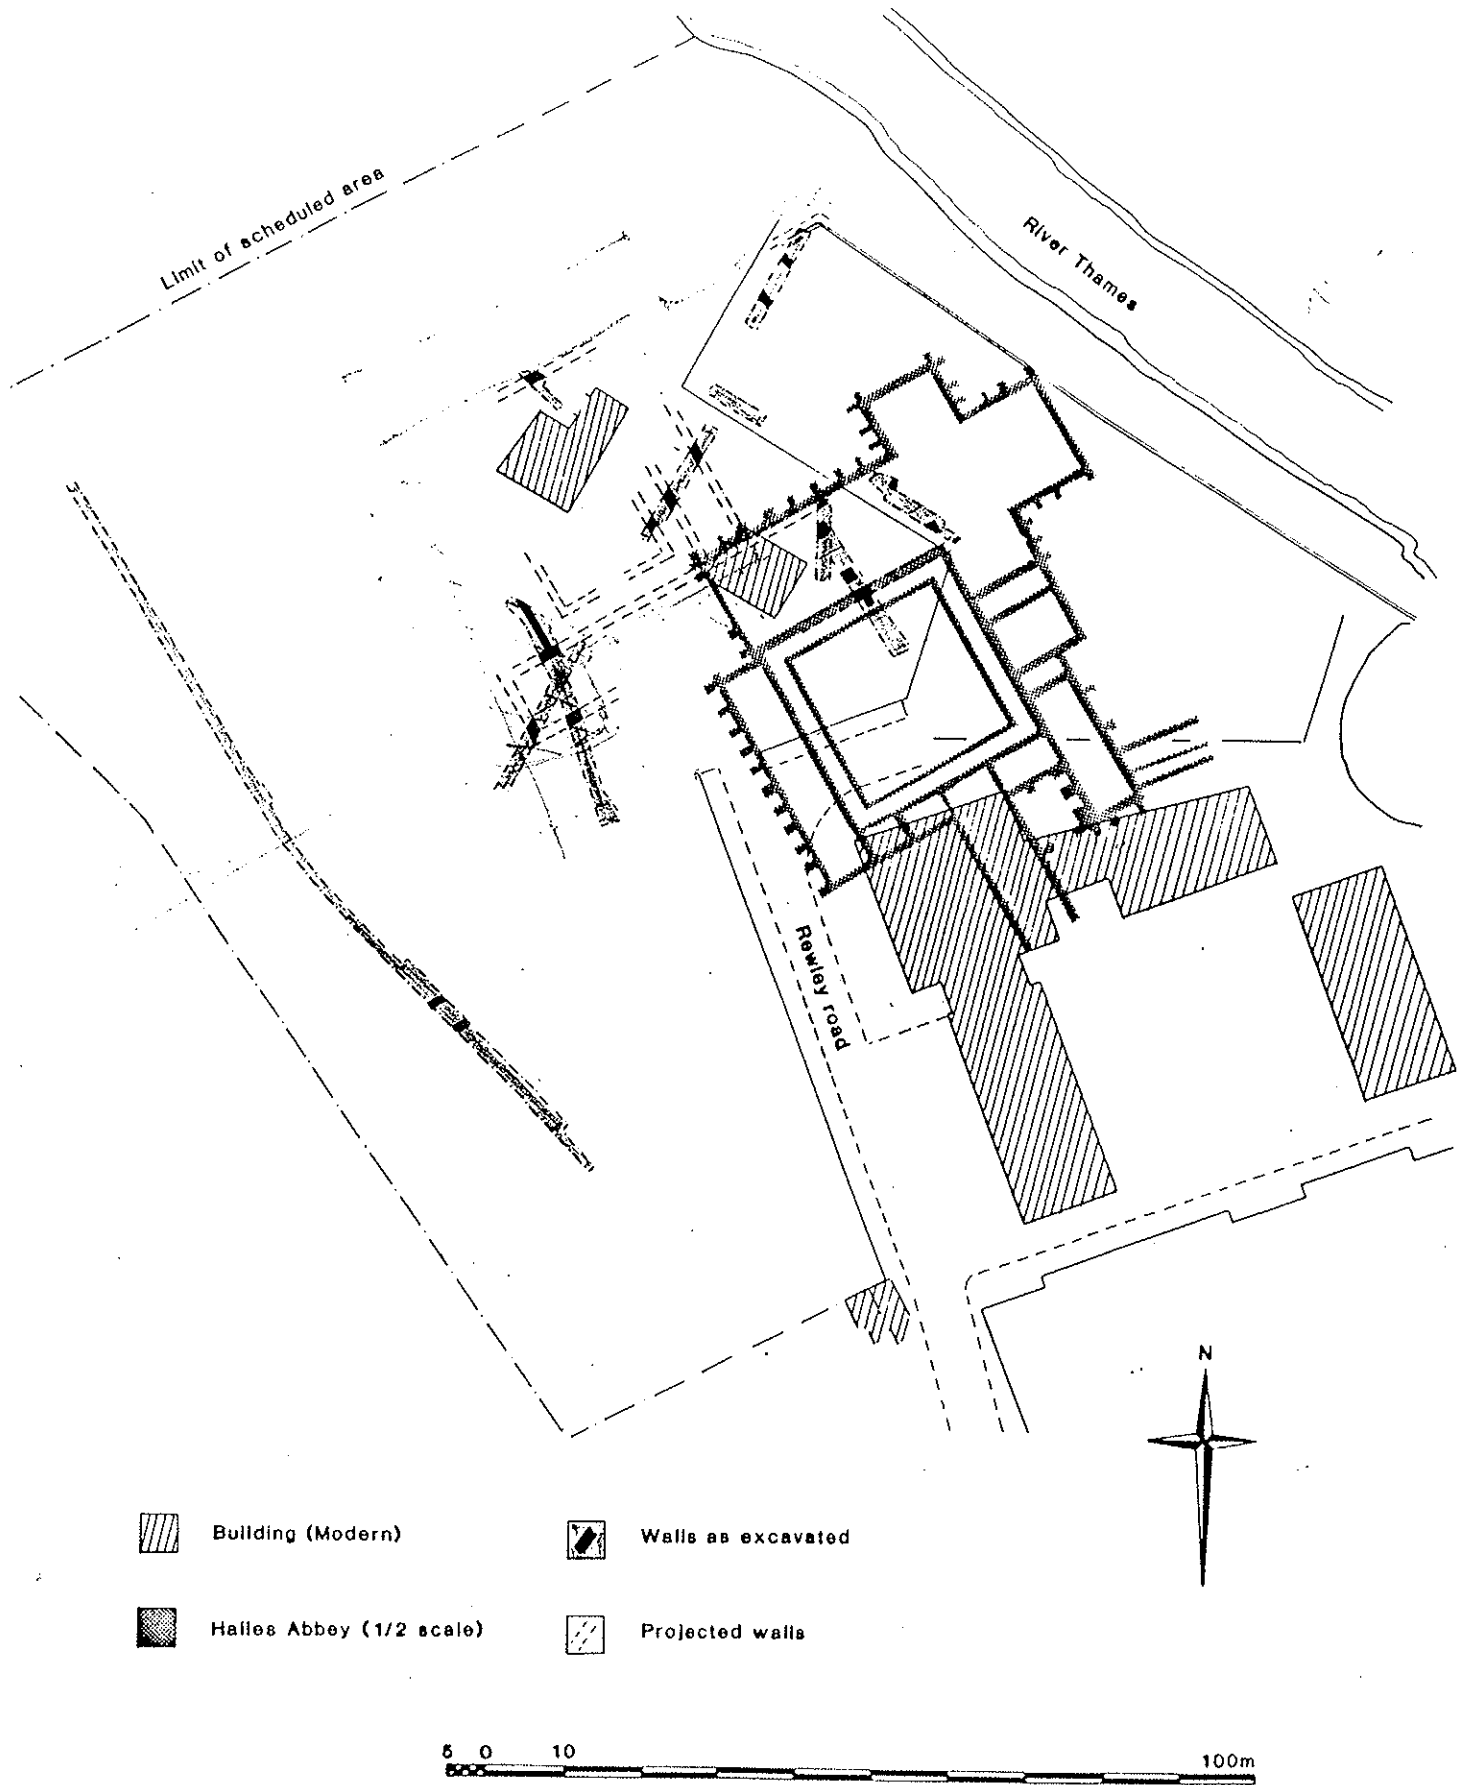 Limit of scheduled area
River Thames
Rewley road
N
Building (Modern)
Walls as excavated
Hailes Abbey (1/2 scale)
Projected walls
5 0 10 100m